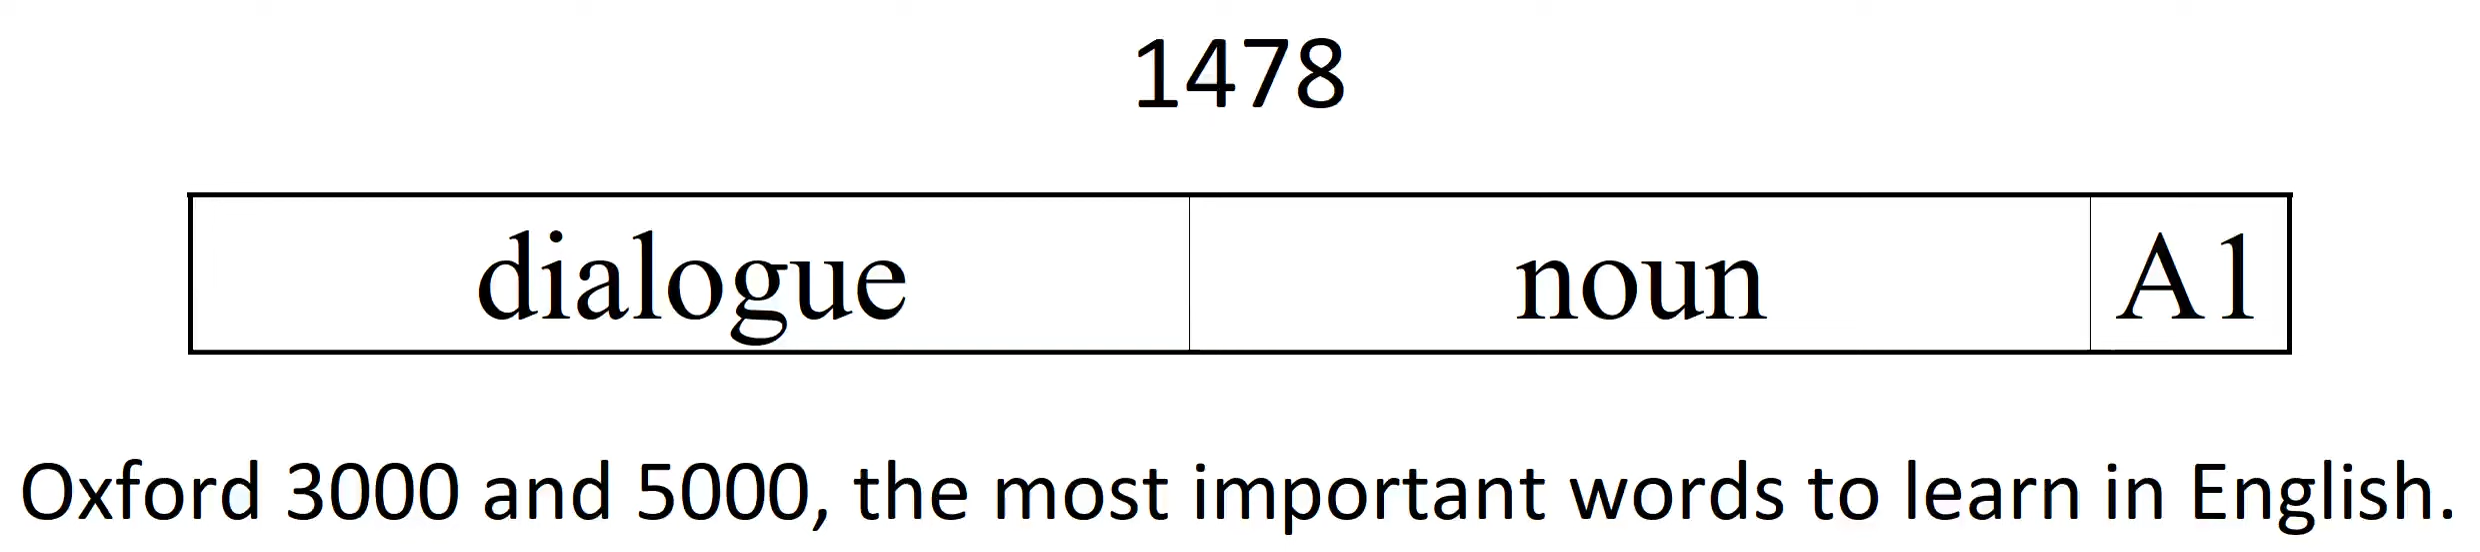 1478
dialogue noun A1
Oxford 3000 and 5000, the most important words to learn in English.